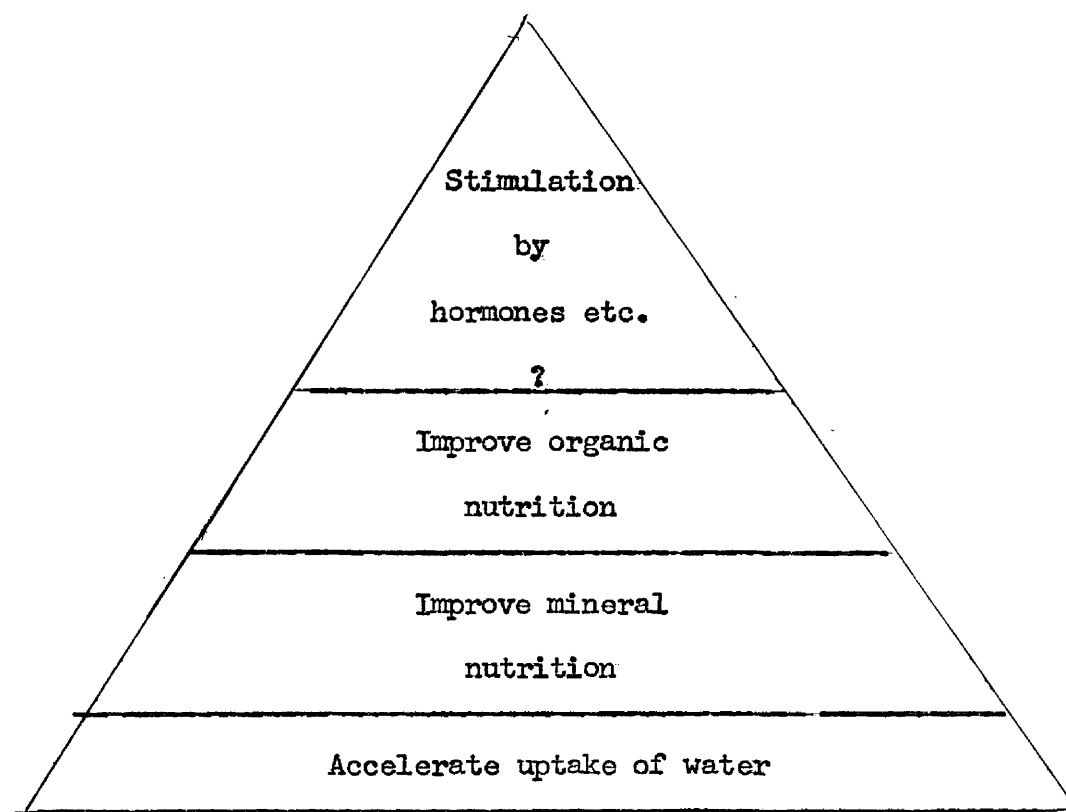 Stimulation
by
hormones etc.
?
Improve organic
nutrition
Improve mineral
nutrition
Accelerate uptake of water